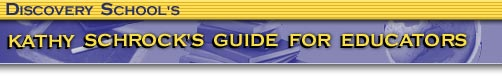 DISCOVERY SCHOOL'S
KATHY SCHROCK'S GUIDE FOR EDUCATORS